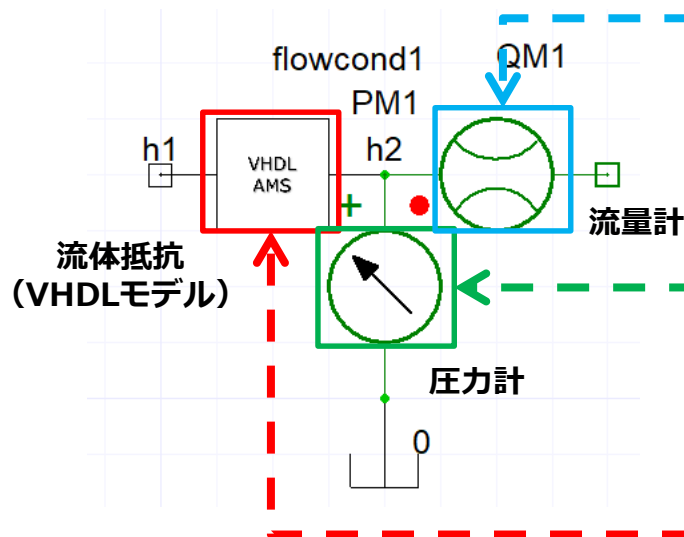 flowcond1
QM1
PM1
h1
VHDL
AMS
h2
+
流量計
流体抵抗
（VHDLモデル）
圧力計
0